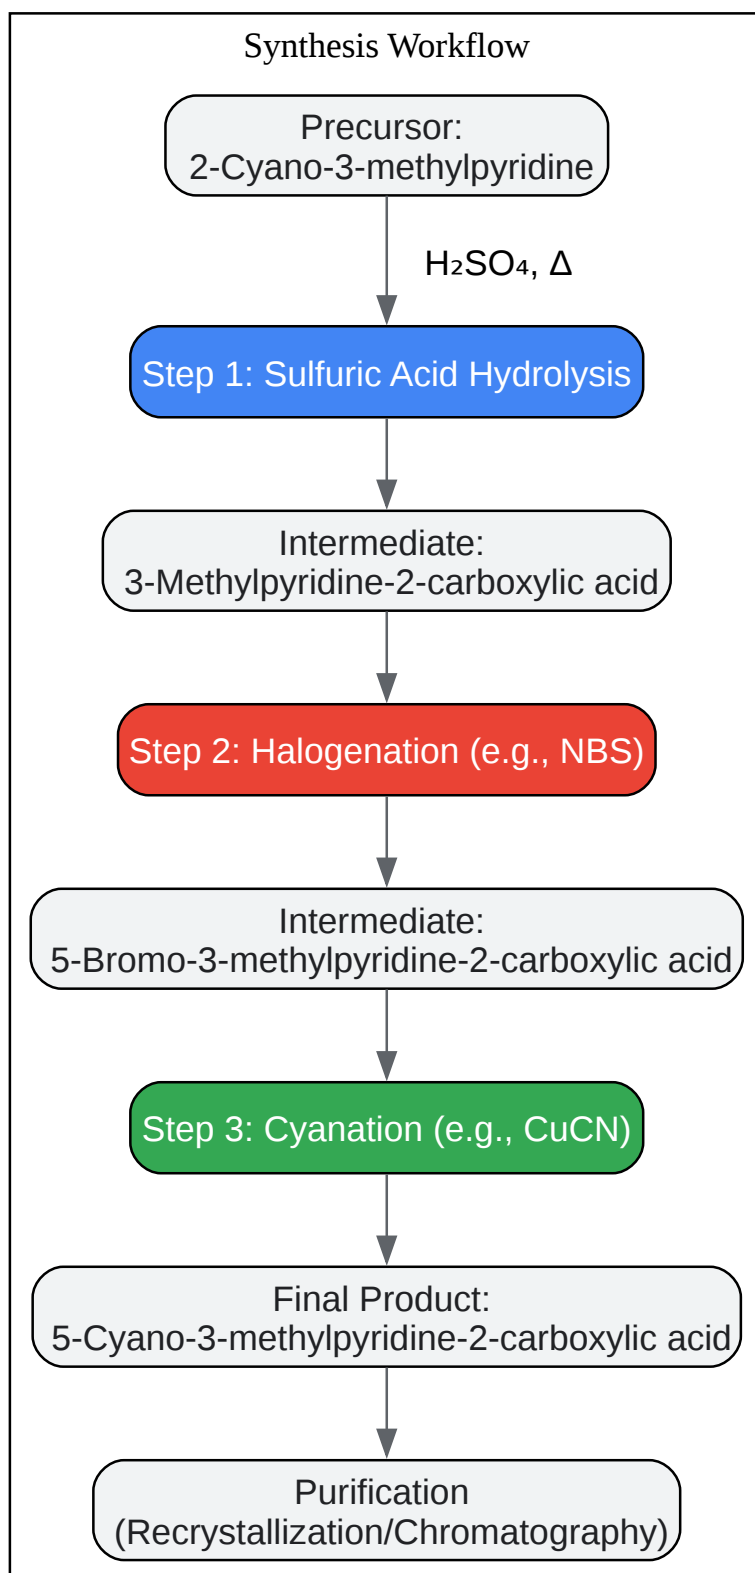 Synthesis Workflow
Precursor:
2-Cyano-3-methylpyridine
H₂SO₄, Δ
Step 1: Sulfuric Acid Hydrolysis
Intermediate:
3-Methylpyridine-2-carboxylic acid
Step 2: Halogenation (e.g., NBS)
Intermediate:
5-Bromo-3-methylpyridine-2-carboxylic acid
Step 3: Cyanation (e.g., CuCN)
Final Product:
5-Cyano-3-methylpyridine-2-carboxylic acid
Purification
(Recrystallization/Chromatography)